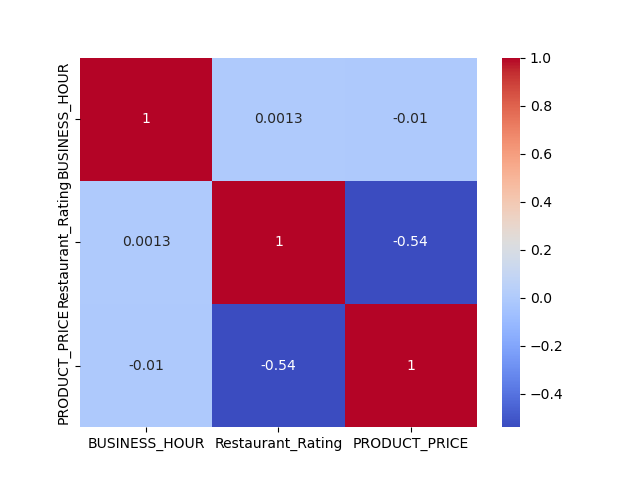 BUSINESS_HOUR
1
0.0013
-0.01
Restaurant_Rating
0.0013
1
-0.54
PRODUCT_PRICE
-0.01
-0.54
1
BUSINESS_HOUR
Restaurant_Rating
PRODUCT_PRICE
1.0
0.8
0.6
0.4
0.2
0.0
−0.2
−0.4